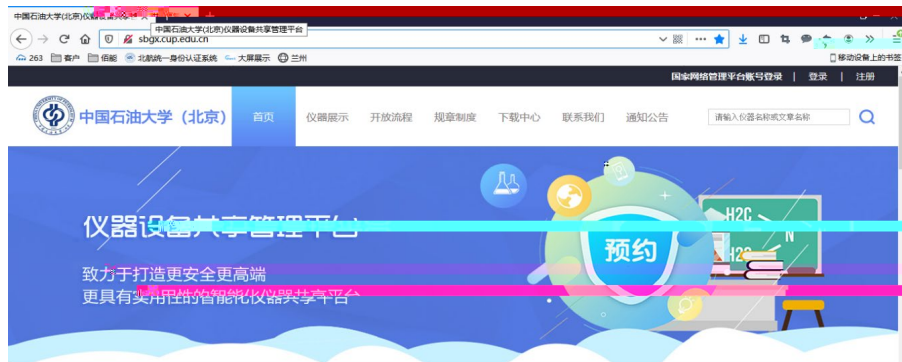 中国石油大学(北京)仪器设备共享管理平台
sbgx.cup.edu.cn
263 客户 佰能 北航统一身份认证系统 大屏展示 兰州 移动设备上的书签
国家网络管理平台账号登录 | 登录 | 注册
中国石油大学（北京） 首页 仪器展示 开放流程 规章制度 下载中心 联系我们 通知公告 请输入仪器名称或文章名称
仪器设备共享管理平台
预约
H2C
N
H2
致力于打造更安全更高端
更具有实用性的智能化仪器共享平台